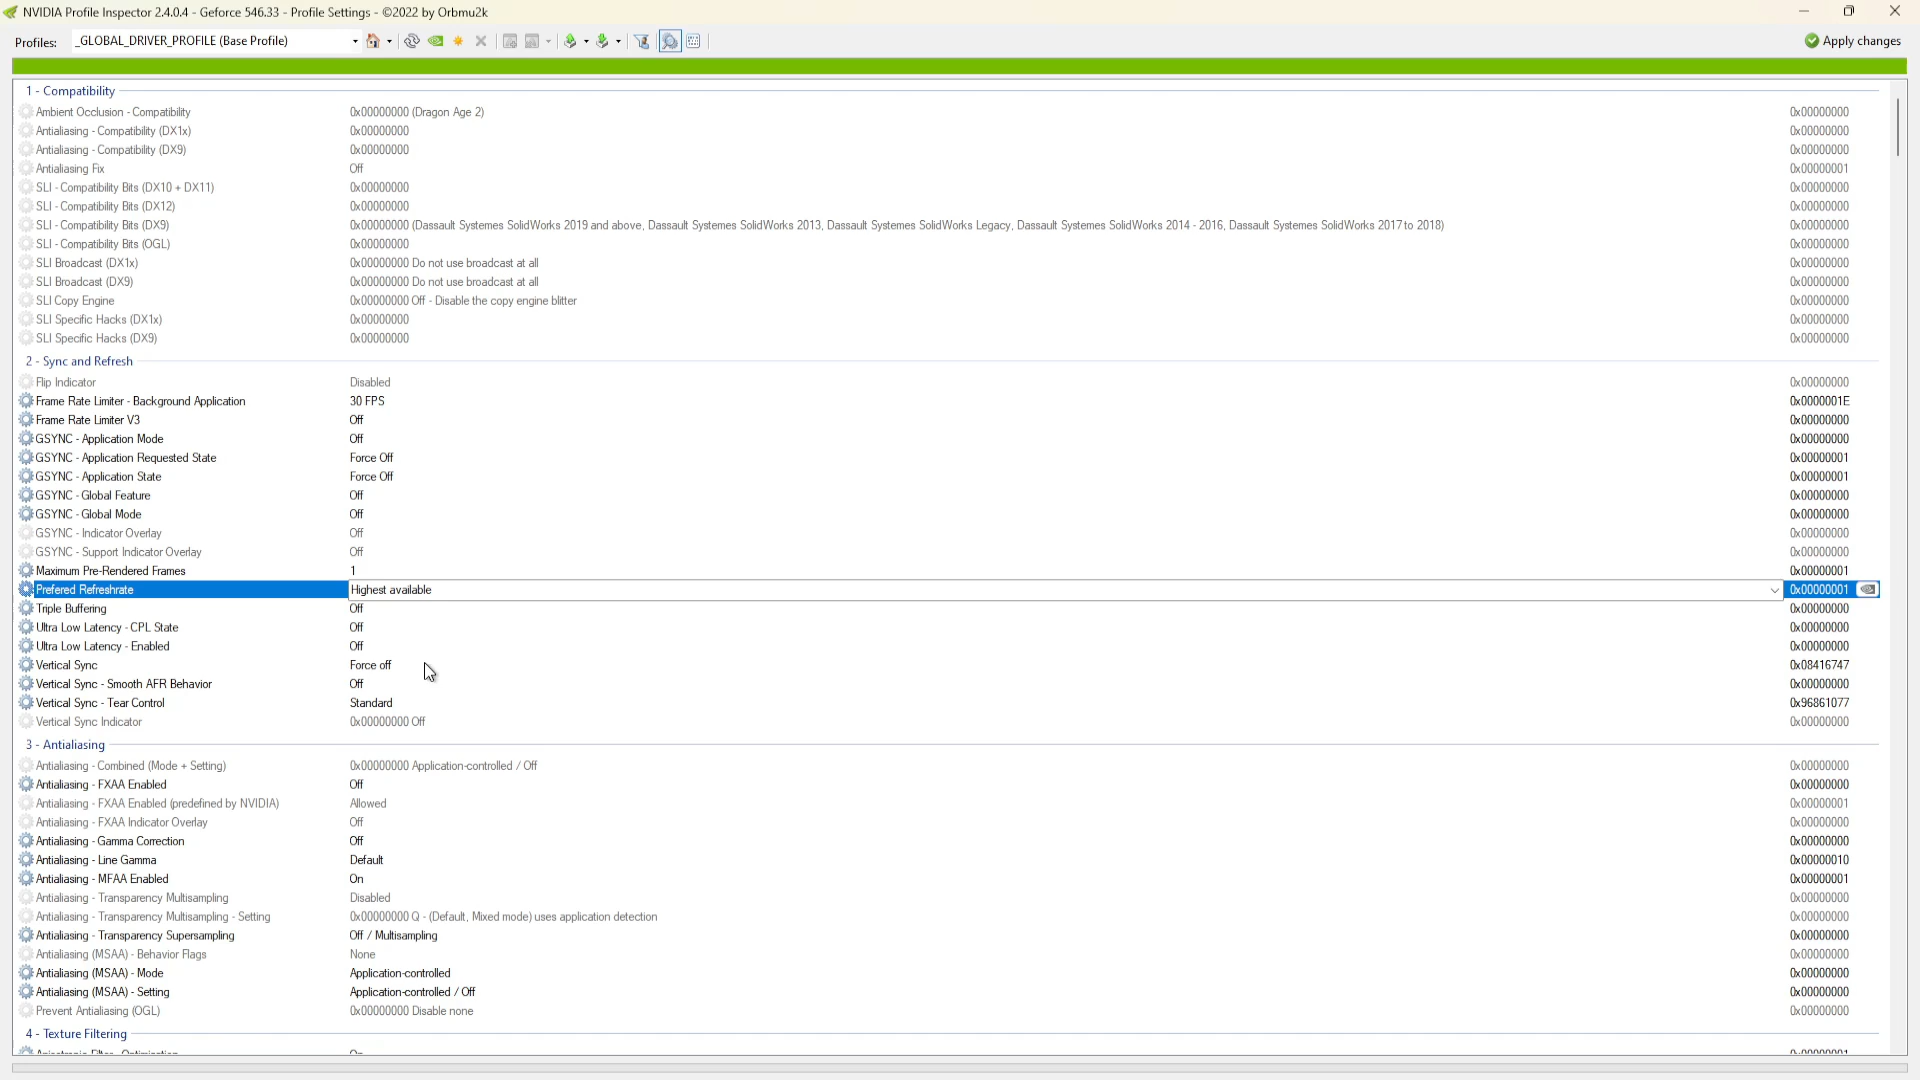 NVIDIA Profile Inspector 2.4.0.4 - Geforce 546.33 - Profile Settings - ©2022 by Orbmu2k
Profiles: _GLOBAL_DRIVER_PROFILE (Base Profile) Apply changes
1 - Compatibility
Ambient Occlusion - Compatibility 0x00000000 (Dragon Age 2) 0x00000000
Antialiasing - Compatibility (DX1x) 0x00000000 0x00000000
Antialiasing - Compatibility (DX9) 0x00000000 0x00000000
Antialiasing Fix Off 0x00000001
SLI - Compatibility Bits (DX10 + DX11) 0x00000000 0x00000000
SLI - Compatibility Bits (DX12) 0x00000000 0x00000000
SLI - Compatibility Bits (DX9) 0x00000000 (Dassault Systemes SolidWorks 2019 and above, Dassault Systemes SolidWorks 2013, Dassault Systemes SolidWorks Legacy, Dassault Systemes SolidWorks 2014 - 2016, Dassault Systemes SolidWorks 2017 to 2018) 0x00000000
SLI - Compatibility Bits (OGL) 0x00000000 0x00000000
SLI Broadcast (DX1x) 0x00000000 Do not use broadcast at all 0x00000000
SLI Broadcast (DX9) 0x00000000 Do not use broadcast at all 0x00000000
SLI Copy Engine 0x00000000 Off - Disable the copy engine blitter 0x00000000
SLI Specific Hacks (DX1x) 0x00000000 0x00000000
SLI Specific Hacks (DX9) 0x00000000 0x00000000
2 - Sync and Refresh
Flip Indicator Disabled 0x00000000
Frame Rate Limiter - Background Application 30 FPS 0x0000001E
Frame Rate Limiter V3 Off 0x00000000
GSYNC - Application Mode Off 0x00000000
GSYNC - Application Requested State Force Off 0x00000001
GSYNC - Application State Force Off 0x00000001
GSYNC - Global Feature Off 0x00000000
GSYNC - Global Mode Off 0x00000000
GSYNC - Indicator Overlay Off 0x00000000
GSYNC - Support Indicator Overlay Off 0x00000000
Maximum Pre-Rendered Frames 1 0x00000001
Prefered Refreshrate Highest available 0x00000001
Triple Buffering Off 0x00000000
Ultra Low Latency - CPL State Off 0x00000000
Ultra Low Latency - Enabled Off 0x00000000
Vertical Sync Force off 0x08416747
Vertical Sync - Smooth AFR Behavior Off 0x00000000
Vertical Sync - Tear Control Standard 0x96861077
Vertical Sync Indicator 0x00000000 Off 0x00000000
3 - Antialiasing
Antialiasing - Combined (Mode + Setting) 0x00000000 Application-controlled / Off 0x00000000
Antialiasing - FXAA Enabled Off 0x00000000
Antialiasing - FXAA Enabled (predefined by NVIDIA) Allowed 0x00000001
Antialiasing - FXAA Indicator Overlay Off 0x00000000
Antialiasing - Gamma Correction Off 0x00000000
Antialiasing - Line Gamma Default 0x00000010
Antialiasing - MFAA Enabled On 0x00000001
Antialiasing - Transparency Multisampling Disabled 0x00000000
Antialiasing - Transparency Multisampling - Setting 0x00000000 Q - (Default, Mixed mode) uses application detection 0x00000000
Antialiasing - Transparency Supersampling Off / Multisampling 0x00000000
Antialiasing (MSAA) - Behavior Flags None 0x00000000
Antialiasing (MSAA) - Mode Application-controlled 0x00000000
Antialiasing (MSAA) - Setting Application-controlled / Off 0x00000000
Prevent Antialiasing (OGL) 0x00000000 Disable none 0x00000000
4 - Texture Filtering